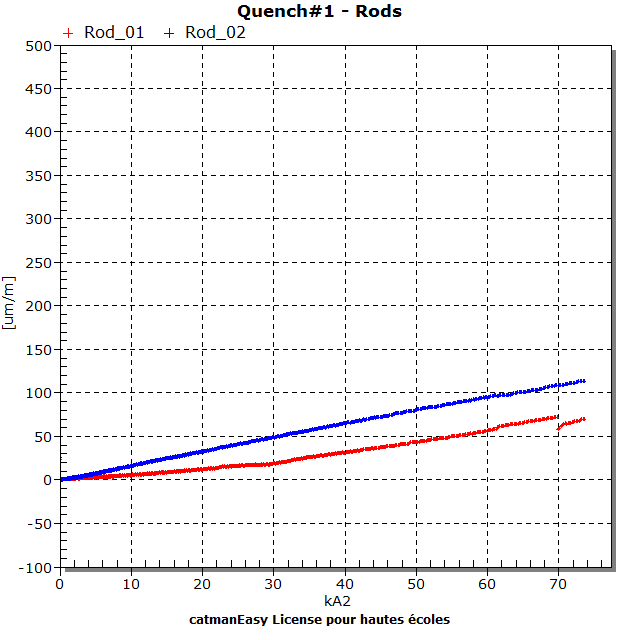 Quench#1 - Rods
+ Rod_01 + Rod_02
500
450
400
350
300
250
200
150
100
50
0
-50
-100
[um/m]
0 10 20 30 40 50 60 70
kA2
catmanEasy License pour hautes écoles